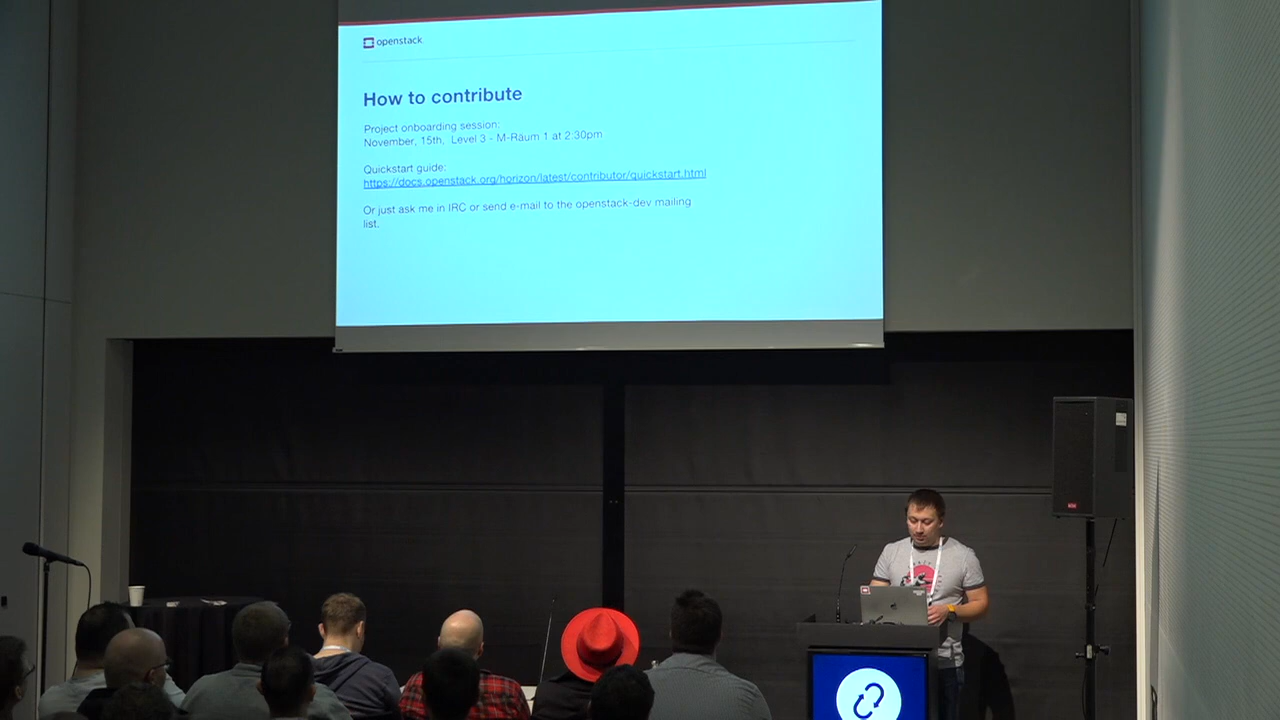 openstack.
How to contribute
Project onboarding session:
November, 15th, Level 3 - M-Räum 1 at 2:30pm
Quickstart guide:
https://docs.openstack.org/horizon/latest/contributor/quickstart.html
Or just ask me in IRC or send e-mail to the openstack-dev mailing
list.